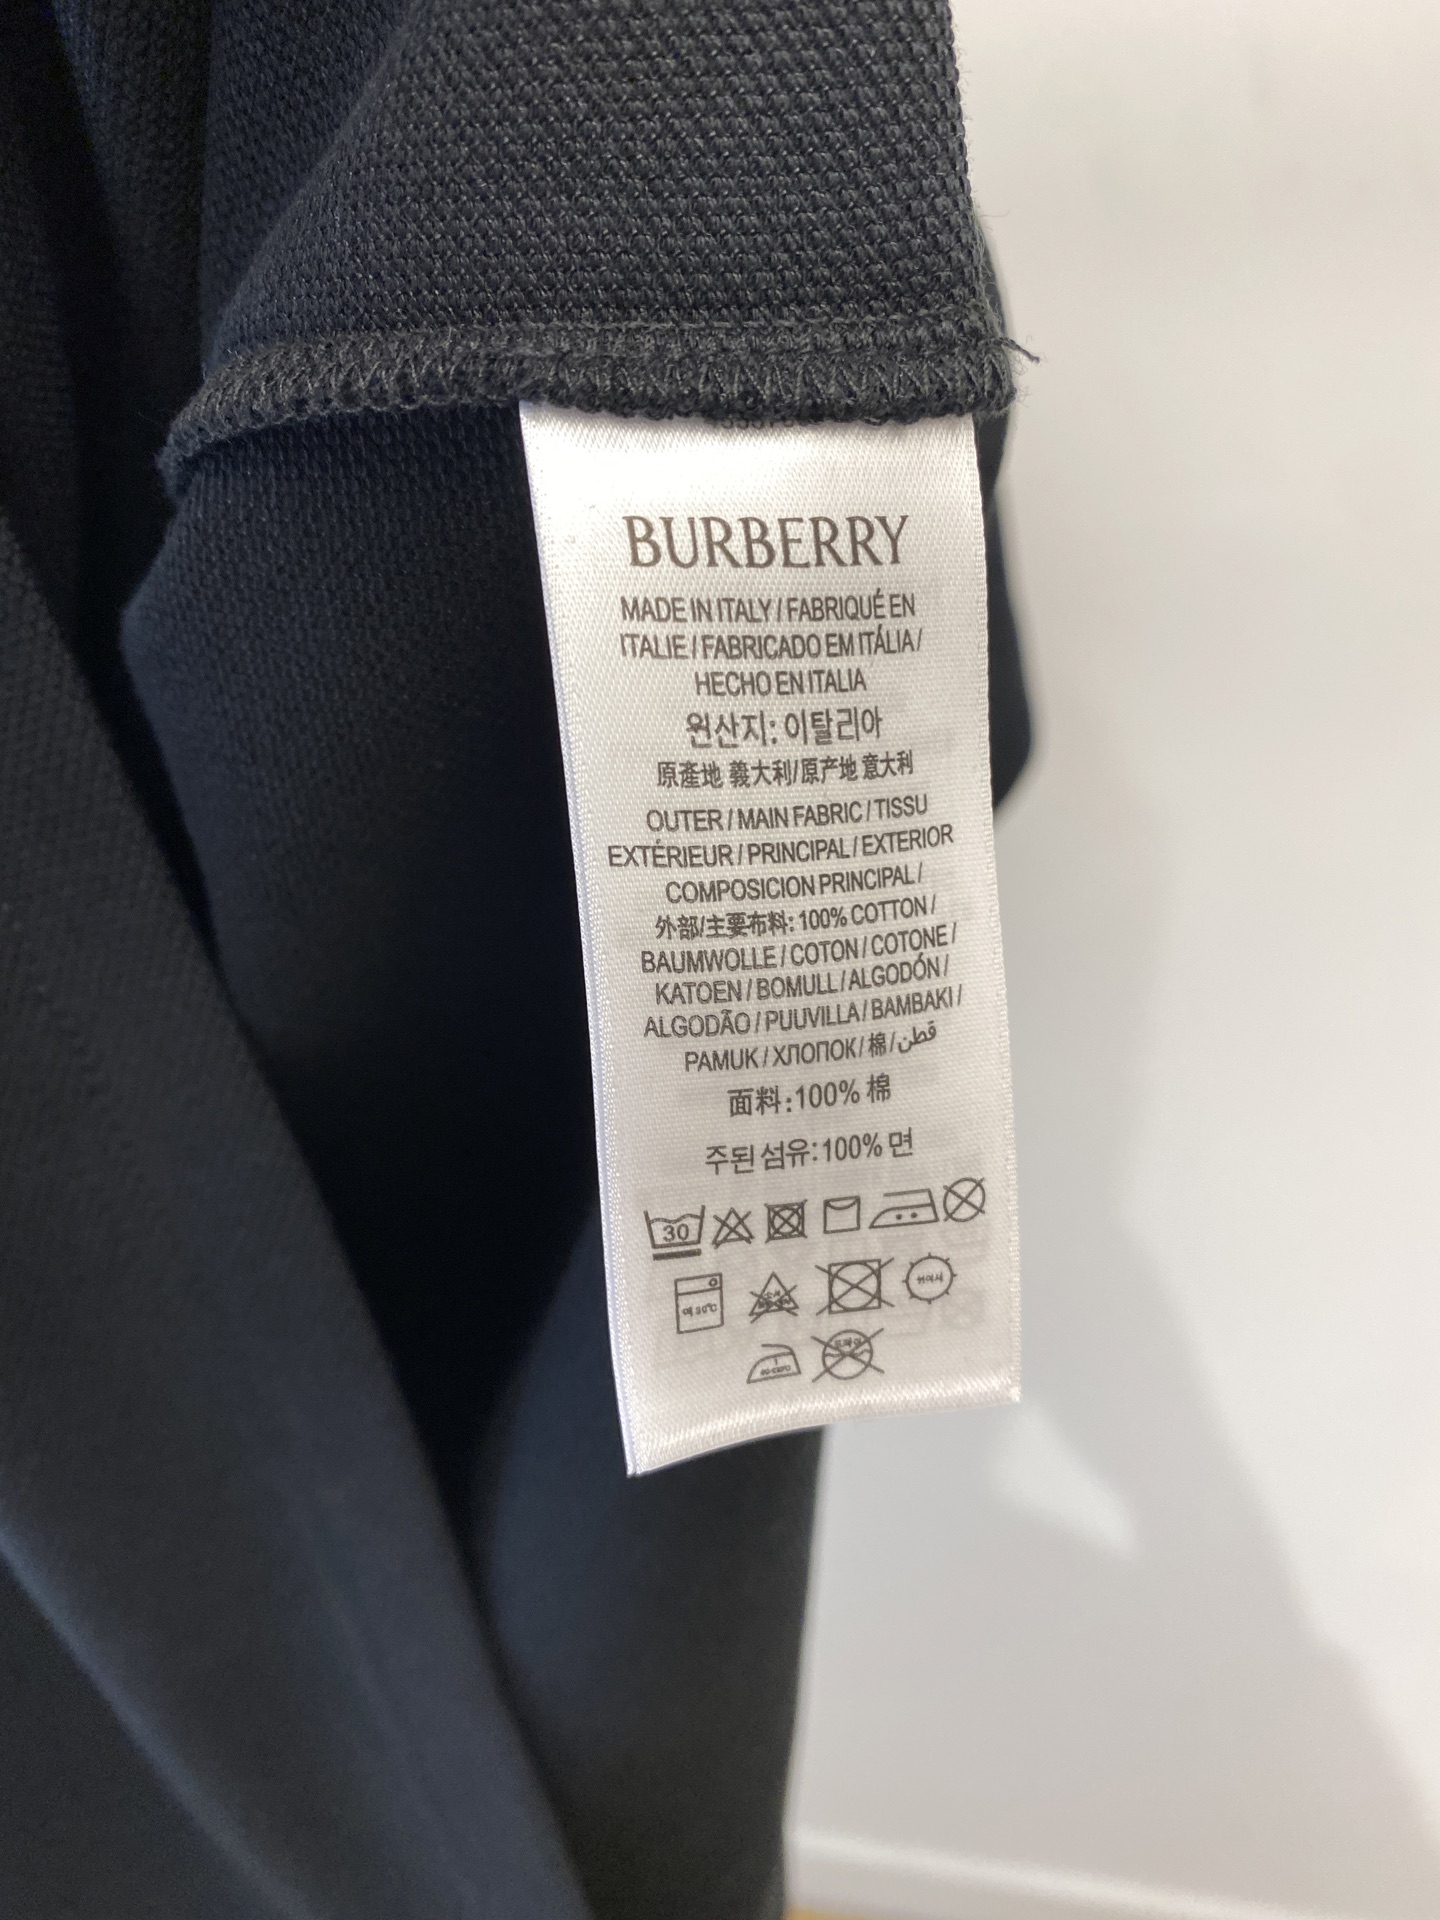 BURBERRY
MADE IN ITALY / FABRIQUÉ EN
ITALIE / FABRICADO EM ITÁLIA /
HECHO EN ITALIA
원산지: 이탈리아
原產地 義大利/原产地 意大利
OUTER / MAIN FABRIC / TISSU
EXTÉRIEUR / PRINCIPAL / EXTERIOR
COMPOSICION PRINCIPAL /
外部/主要布料: 100% COTTON /
BAUMWOLLE / COTON / COTONE /
KATOEN / BOMULL / ALGODÓN /
ALGODÃO / PUUVILLA / BAMBAKI /
PAMUK / ХЛОПОК / 棉 / قطن
面料: 100% 棉
주된 섬유: 100% 면
30